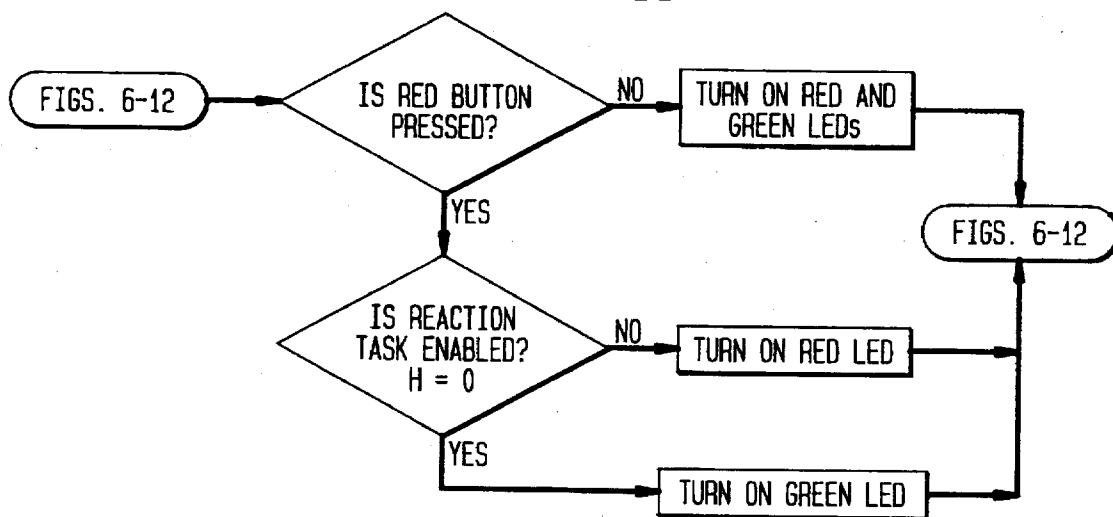 FIGS. 6-12
IS RED BUTTON
PRESSED?
NO
TURN ON RED AND
GREEN LEDs
YES
FIGS. 6-12
IS REACTION
TASK ENABLED?
H = 0
NO
TURN ON RED LED
YES
TURN ON GREEN LED